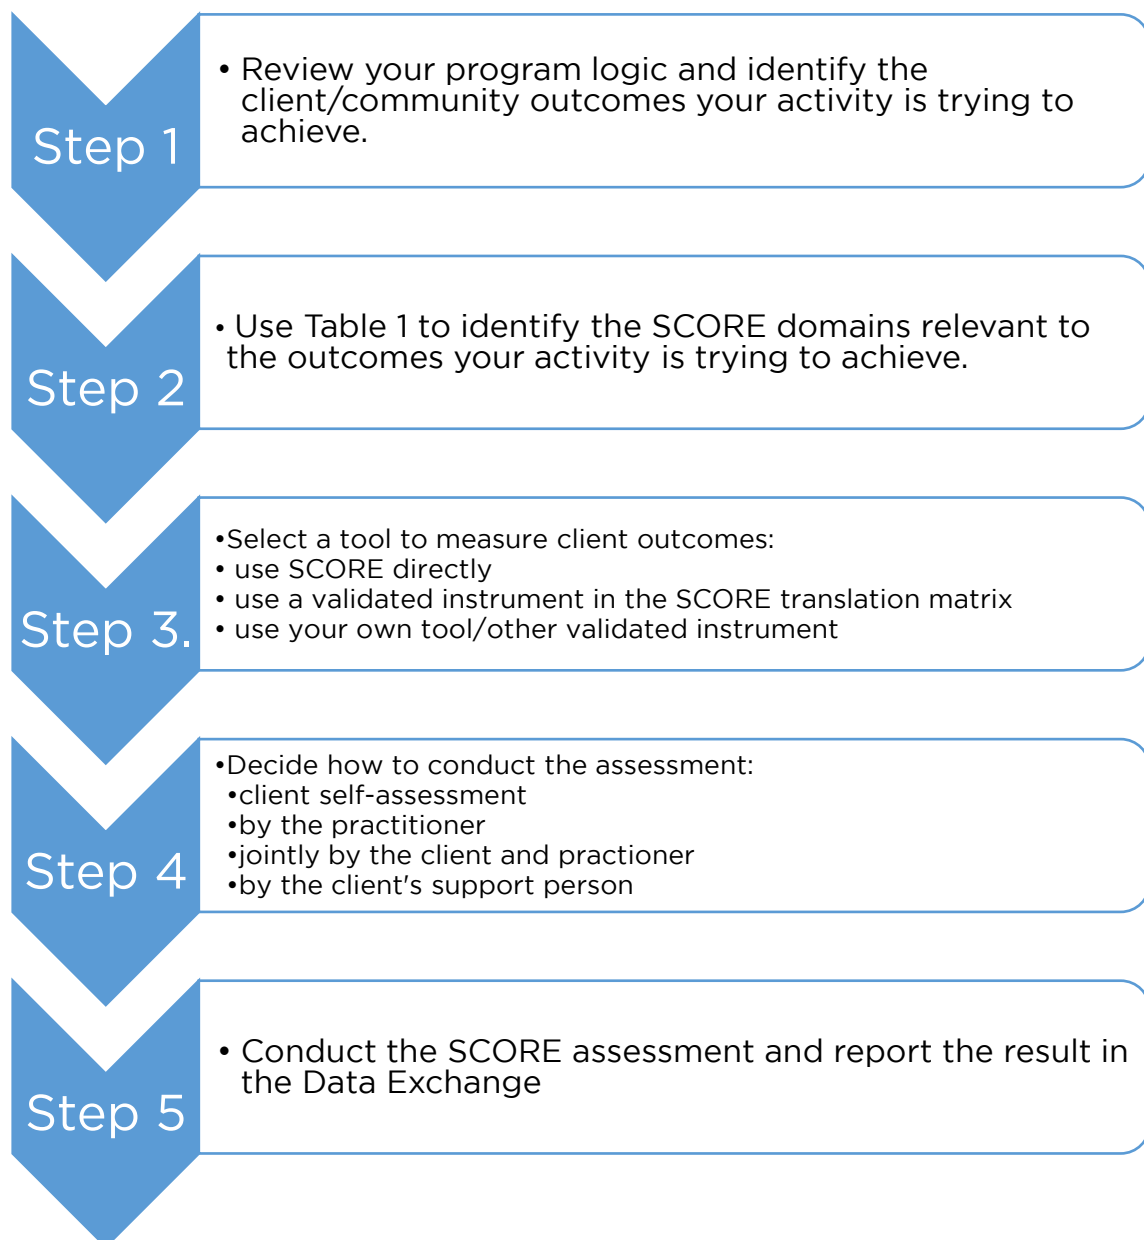 Step 1
• Review your program logic and identify the
client/community outcomes your activity is trying to
achieve.
Step 2
• Use Table 1 to identify the SCORE domains relevant to
the outcomes your activity is trying to achieve.
Step 3.
•Select a tool to measure client outcomes:
• use SCORE directly
• use a validated instrument in the SCORE translation matrix
• use your own tool/other validated instrument
Step 4
•Decide how to conduct the assessment:
•client self-assessment
•by the practitioner
•jointly by the client and practioner
•by the client's support person
Step 5
• Conduct the SCORE assessment and report the result in
the Data Exchange